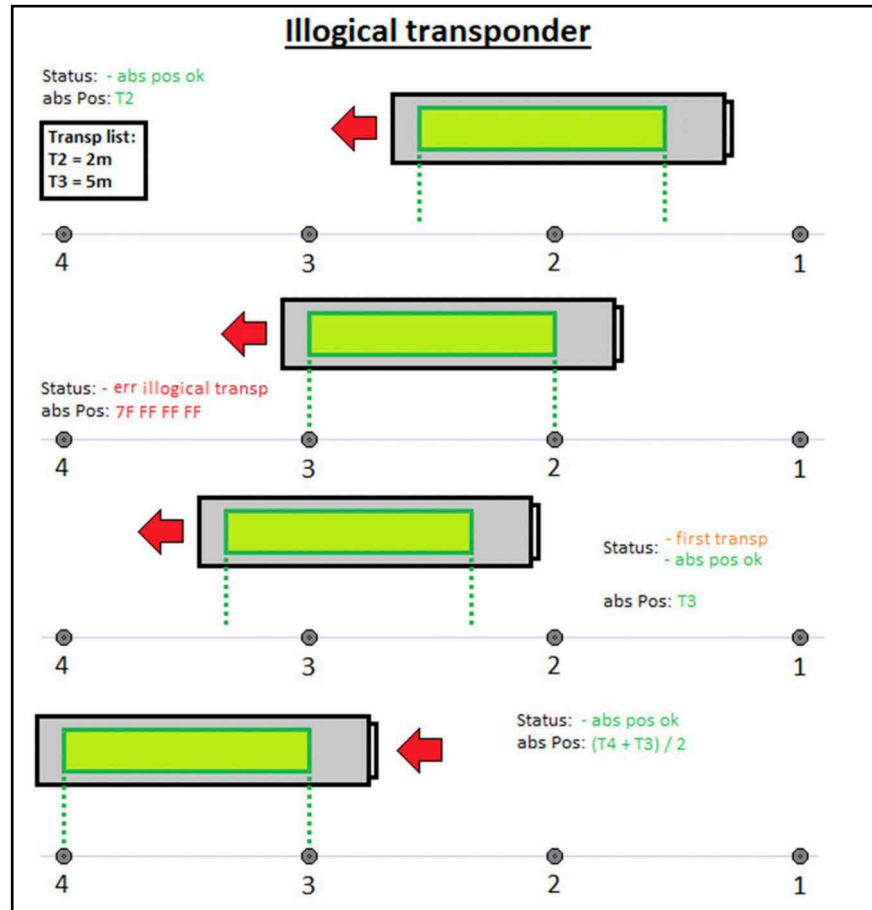 Illogical transponder
Status: - abs pos ok
abs Pos: T2
Transp list:
T2 = 2m
T3 = 5m
4 3 2 1
Status: - err illogical transp
abs Pos: 7F FF FF FF
4 3 2 1
Status: - first transp
- abs pos ok
abs Pos: T3
4 3 2 1
Status: - abs pos ok
abs Pos: (T4 + T3) / 2
4 3 2 1